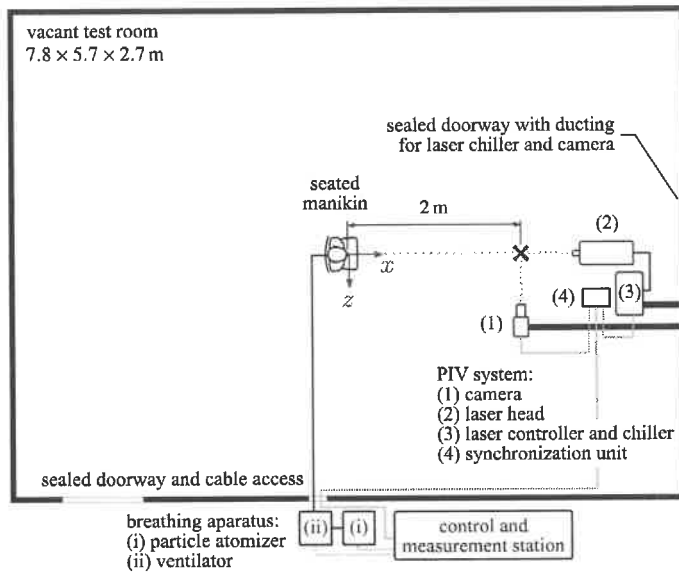 vacant test room
7.8 × 5.7 × 2.7 m
sealed doorway with ducting
for laser chiller and camera
seated
manikin
2 m
(2)
x
z
(4)
(3)
(1)
PIV system:
(1) camera
(2) laser head
(3) laser controller and chiller
(4) synchronization unit
sealed doorway and cable access
breathing apparatus:
(i) particle atomizer
(ii) ventilator
(ii)
(i)
control and
measurement station